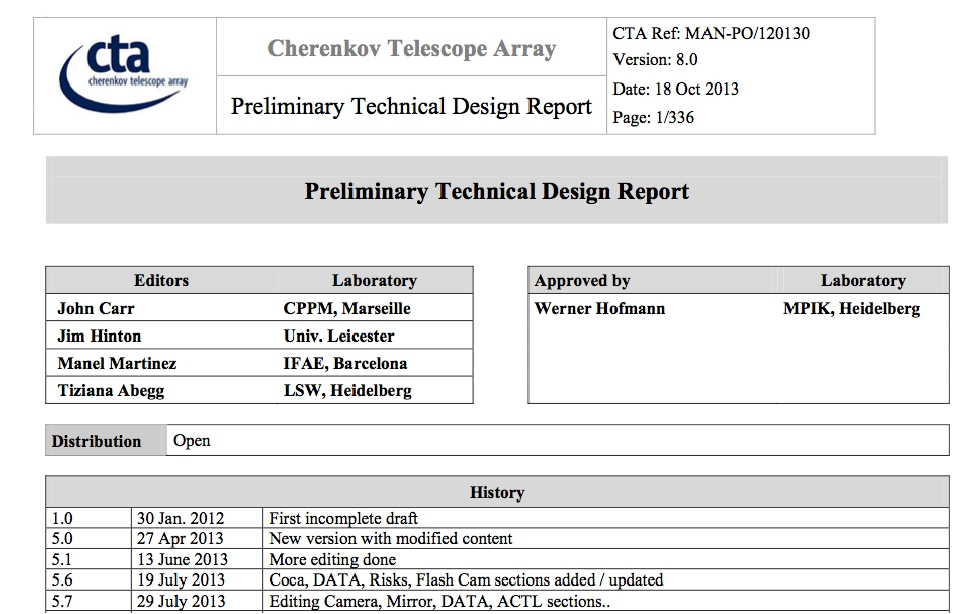 cta
cherenkov telescope array
Cherenkov Telescope Array
Preliminary Technical Design Report
CTA Ref: MAN-PO/120130
Version: 8.0
Date: 18 Oct 2013
Page: 1/336
Preliminary Technical Design Report
Editors Laboratory
John Carr CPPM, Marseille
Jim Hinton Univ. Leicester
Manel Martinez IFAE, Barcelona
Tiziana Abegg LSW, Heidelberg
Approved by Laboratory
Werner Hofmann MPIK, Heidelberg
Distribution Open
History
1.0 30 Jan. 2012 First incomplete draft
5.0 27 Apr 2013 New version with modified content
5.1 13 June 2013 More editing done
5.6 19 July 2013 Coca, DATA, Risks, Flash Cam sections added / updated
5.7 29 July 2013 Editing Camera, Mirror, DATA, ACTL sections..